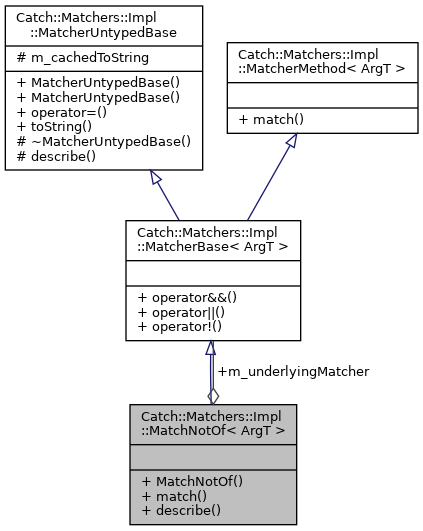 Catch::Matchers::Impl
::MatcherUntypedBase
# m_cachedToString
+ MatcherUntypedBase()
+ MatcherUntypedBase()
+ operator=()
+ toString()
# ~MatcherUntypedBase()
# describe()
Catch::Matchers::Impl
::MatcherMethod< ArgT >
+ match()
Catch::Matchers::Impl
::MatcherBase< ArgT >
+ operator&&()
+ operator||()
+ operator!()
+m_underlyingMatcher
Catch::Matchers::Impl
::MatchNotOf< ArgT >
+ MatchNotOf()
+ match()
+ describe()